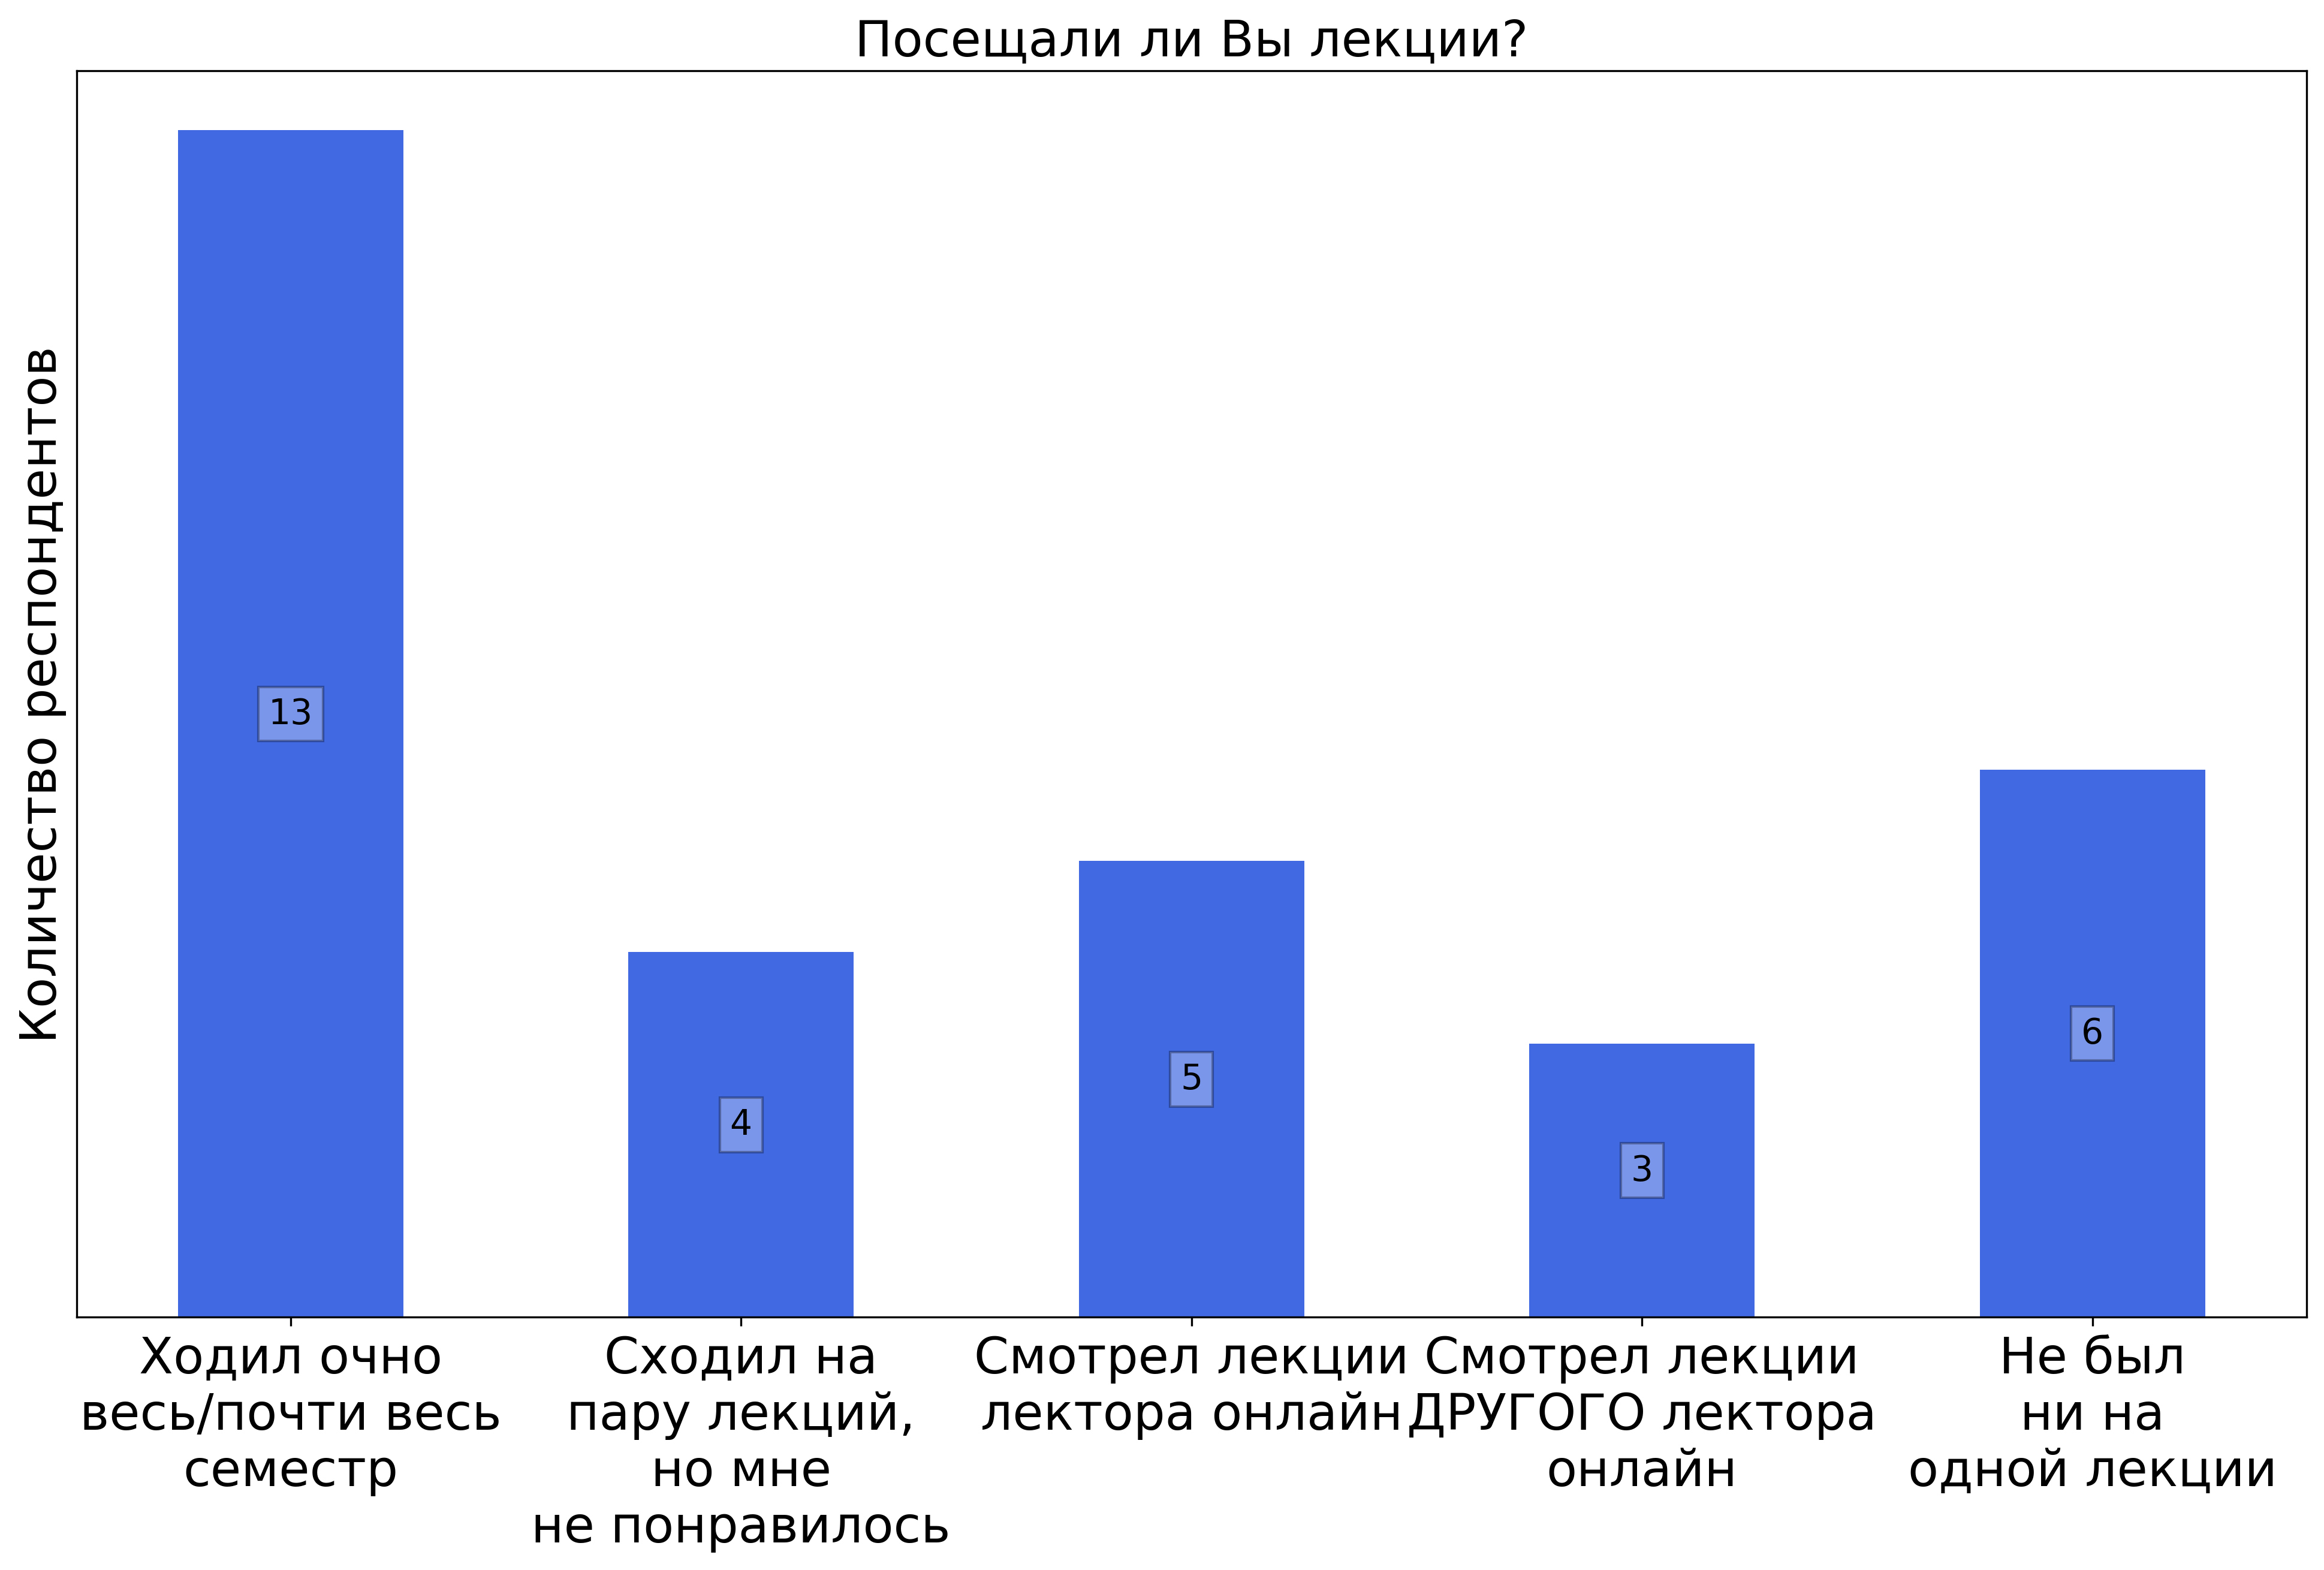 Посещали ли Вы лекции?
Количество респондентов
13
4
5
3
6
Ходил очно
весь/почти весь
семестр
Сходил на
пару лекций,
но мне
не понравилось
Смотрел лекции
лектора онлайн
Смотрел лекции
ДРУГОГО лектора
онлайн
Не был
ни на
одной лекции